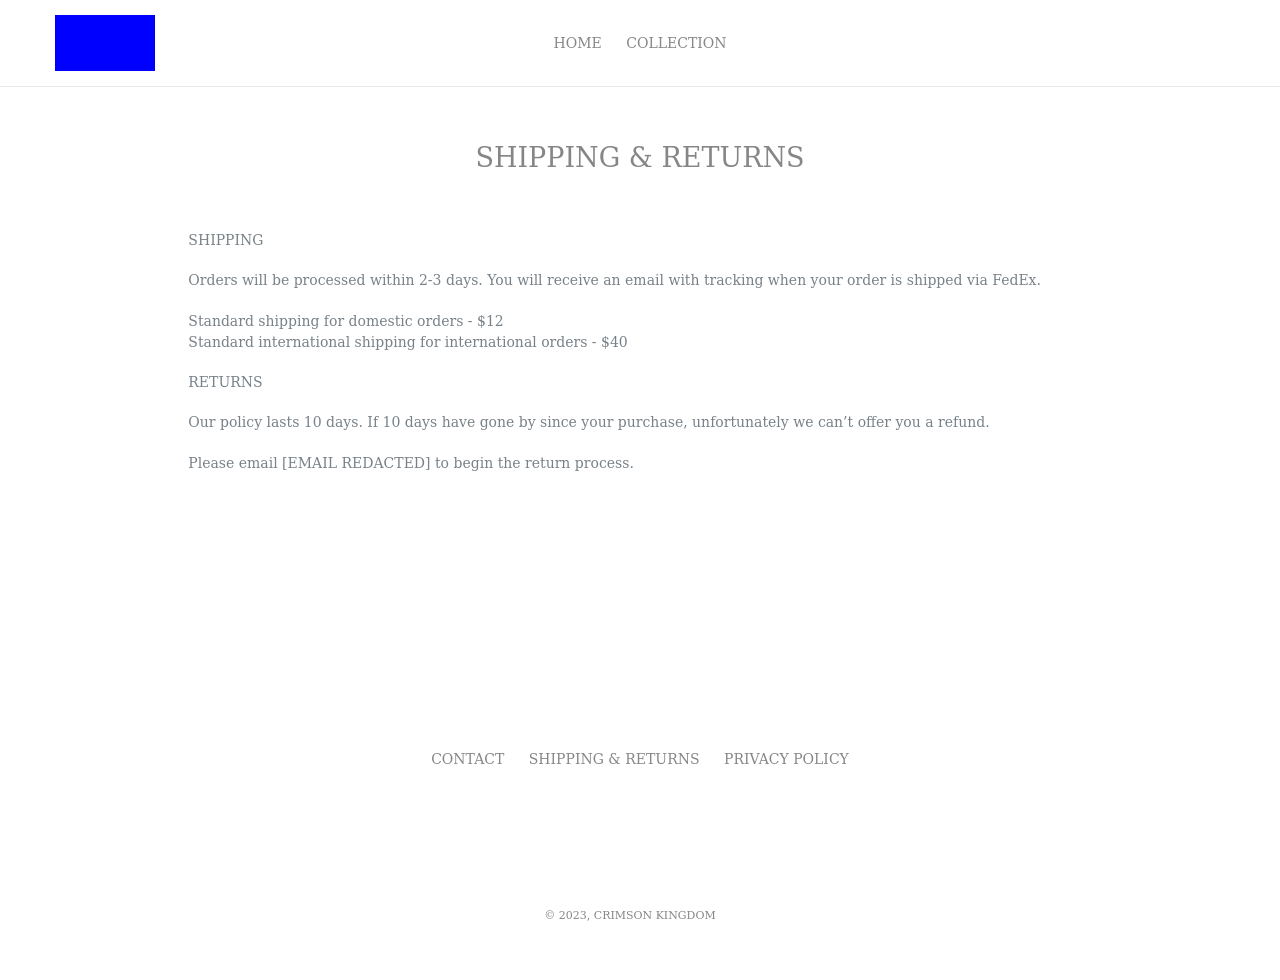 HOME COLLECTION
SHIPPING & RETURNS
SHIPPING
Orders will be processed within 2-3 days. You will receive an email with tracking when your order is shipped via FedEx.
Standard shipping for domestic orders - $12
Standard international shipping for international orders - $40
RETURNS
Our policy lasts 10 days. If 10 days have gone by since your purchase, unfortunately we can’t offer you a refund.
Please email [EMAIL REDACTED] to begin the return process.
CONTACT SHIPPING & RETURNS PRIVACY POLICY
© 2023, CRIMSON KINGDOM